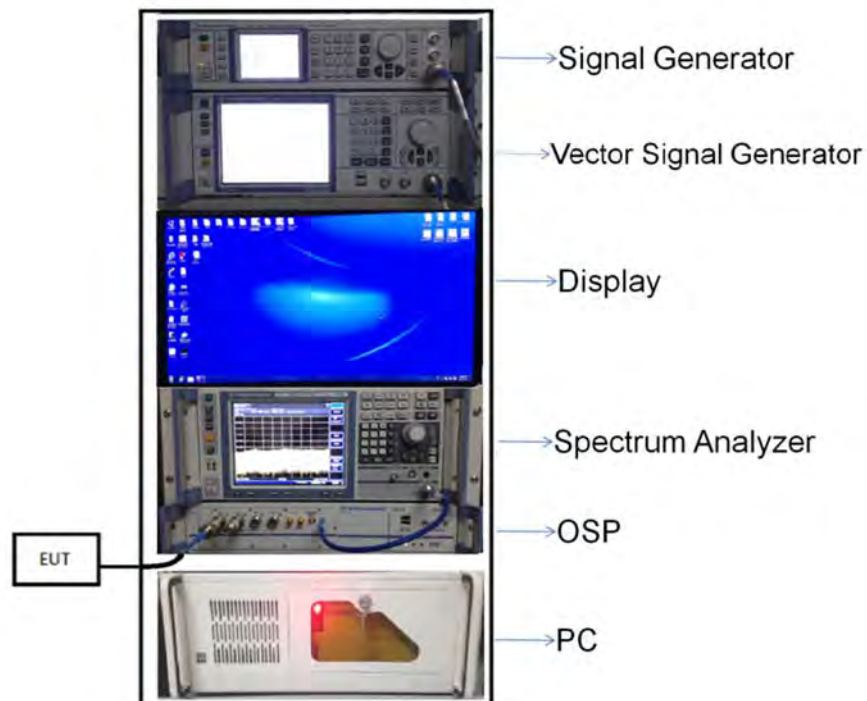 Signal Generator
Vector Signal Generator
Display
Spectrum Analyzer
OSP
EUT
PC